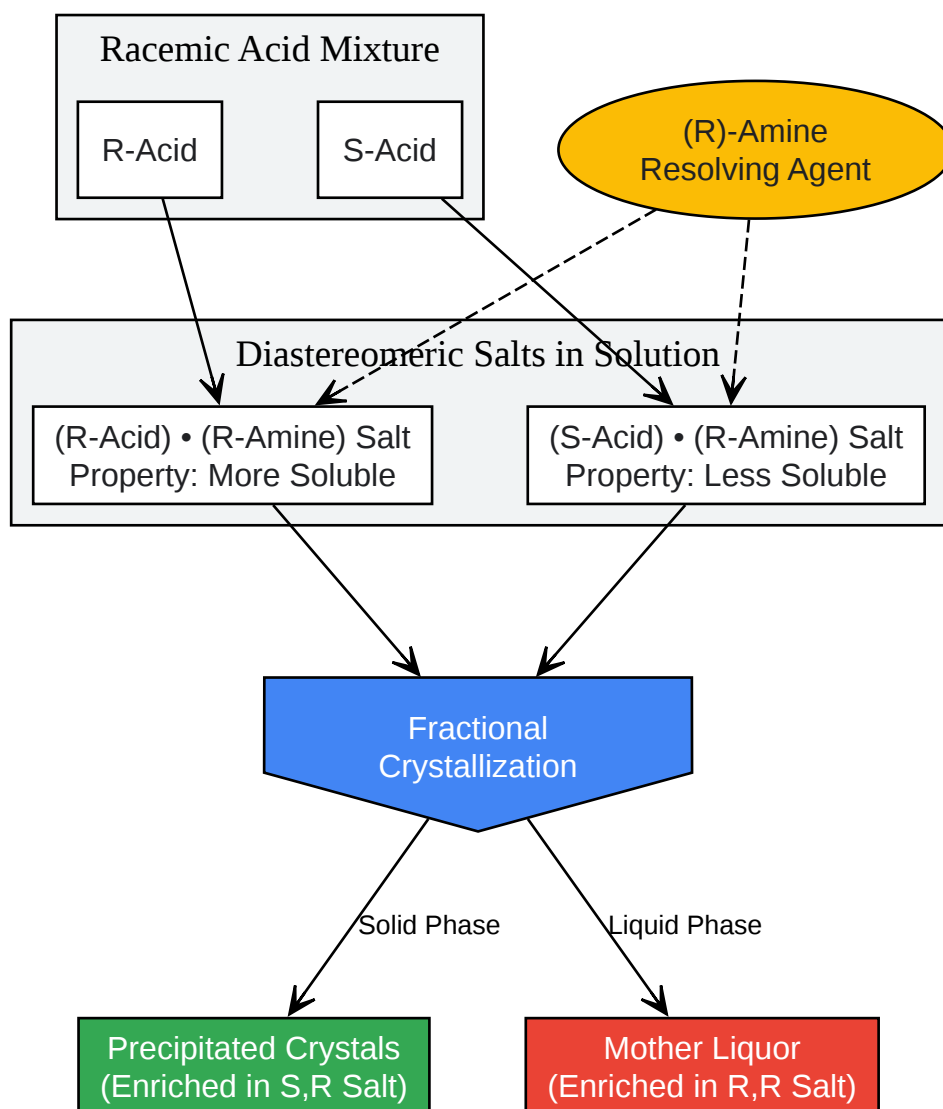 Racemic Acid Mixture
R-Acid
S-Acid
(R)-Amine
Resolving Agent
Diastereomeric Salts in Solution
(R-Acid) • (R-Amine) Salt
Property: More Soluble
(S-Acid) • (R-Amine) Salt
Property: Less Soluble
Fractional
Crystallization
Solid Phase
Liquid Phase
Precipitated Crystals
(Enriched in S,R Salt)
Mother Liquor
(Enriched in R,R Salt)